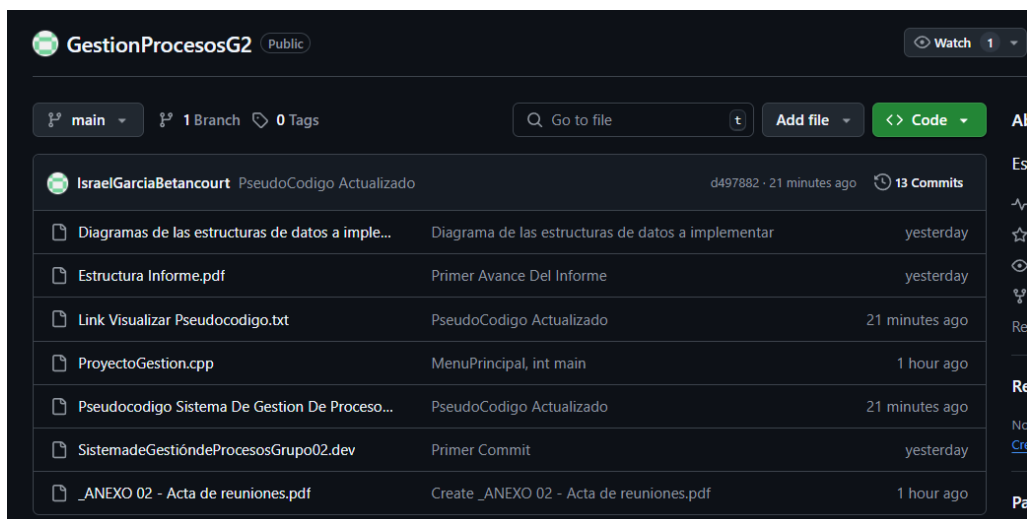 GestionProcesosG2 Public Watch 1
main 1 Branch 0 Tags Go to file t Add file Code
IsraelGarciaBetancourt PseudoCodigo Actualizado d497882 · 21 minutes ago 13 Commits
Diagramas de las estructuras de datos a imple... Diagrama de las estructuras de datos a implementar yesterday
Estructura Informe.pdf Primer Avance Del Informe yesterday
Link Visualizar Pseudocodigo.txt PseudoCodigo Actualizado 21 minutes ago
ProyectoGestion.cpp MenuPrincipal, int main 1 hour ago
Pseudocodigo Sistema De Gestion De Proceso... PseudoCodigo Actualizado 21 minutes ago
SistemadeGestióndeProcesosGrupo02.dev Primer Commit yesterday
_ANEXO 02 - Acta de reuniones.pdf Create _ANEXO 02 - Acta de reuniones.pdf 1 hour ago